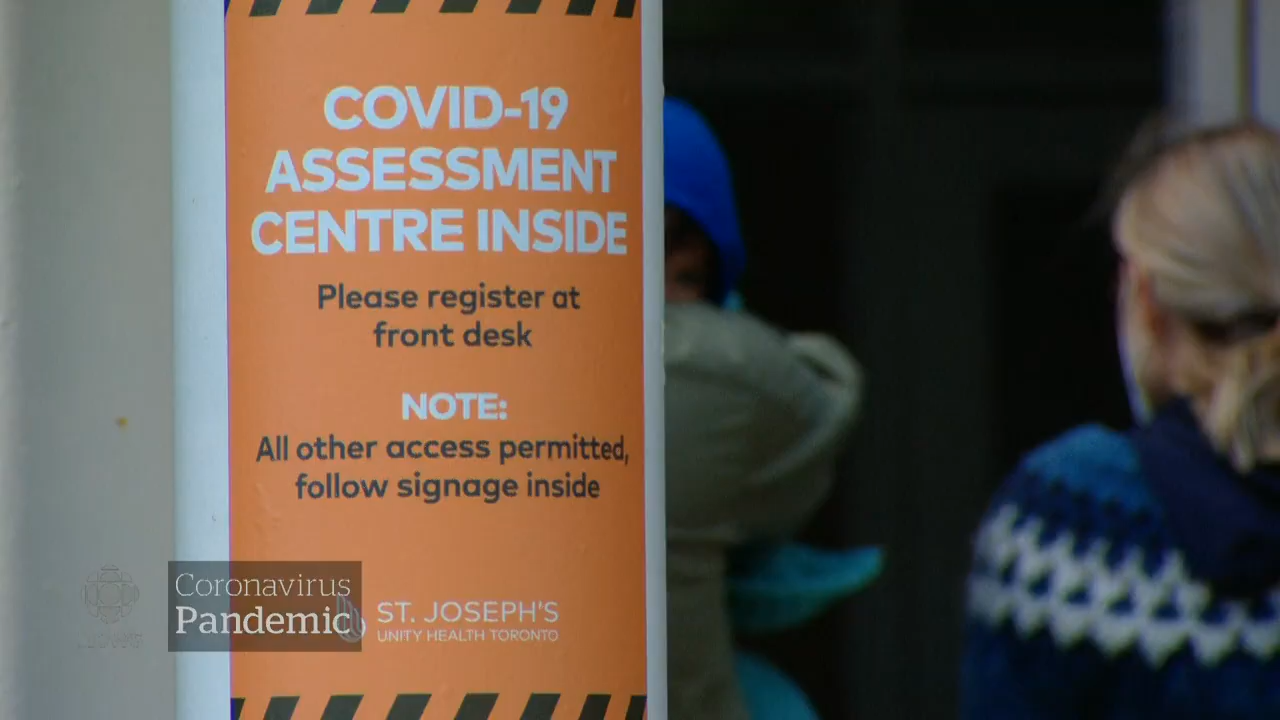 COVID-19
ASSESSMENT
CENTRE INSIDE
Please register at
front desk
NOTE:
All other access permitted,
follow signage inside
Coronavirus
Pandemic
ST. JOSEPH'S
UNITY HEALTH TORONTO